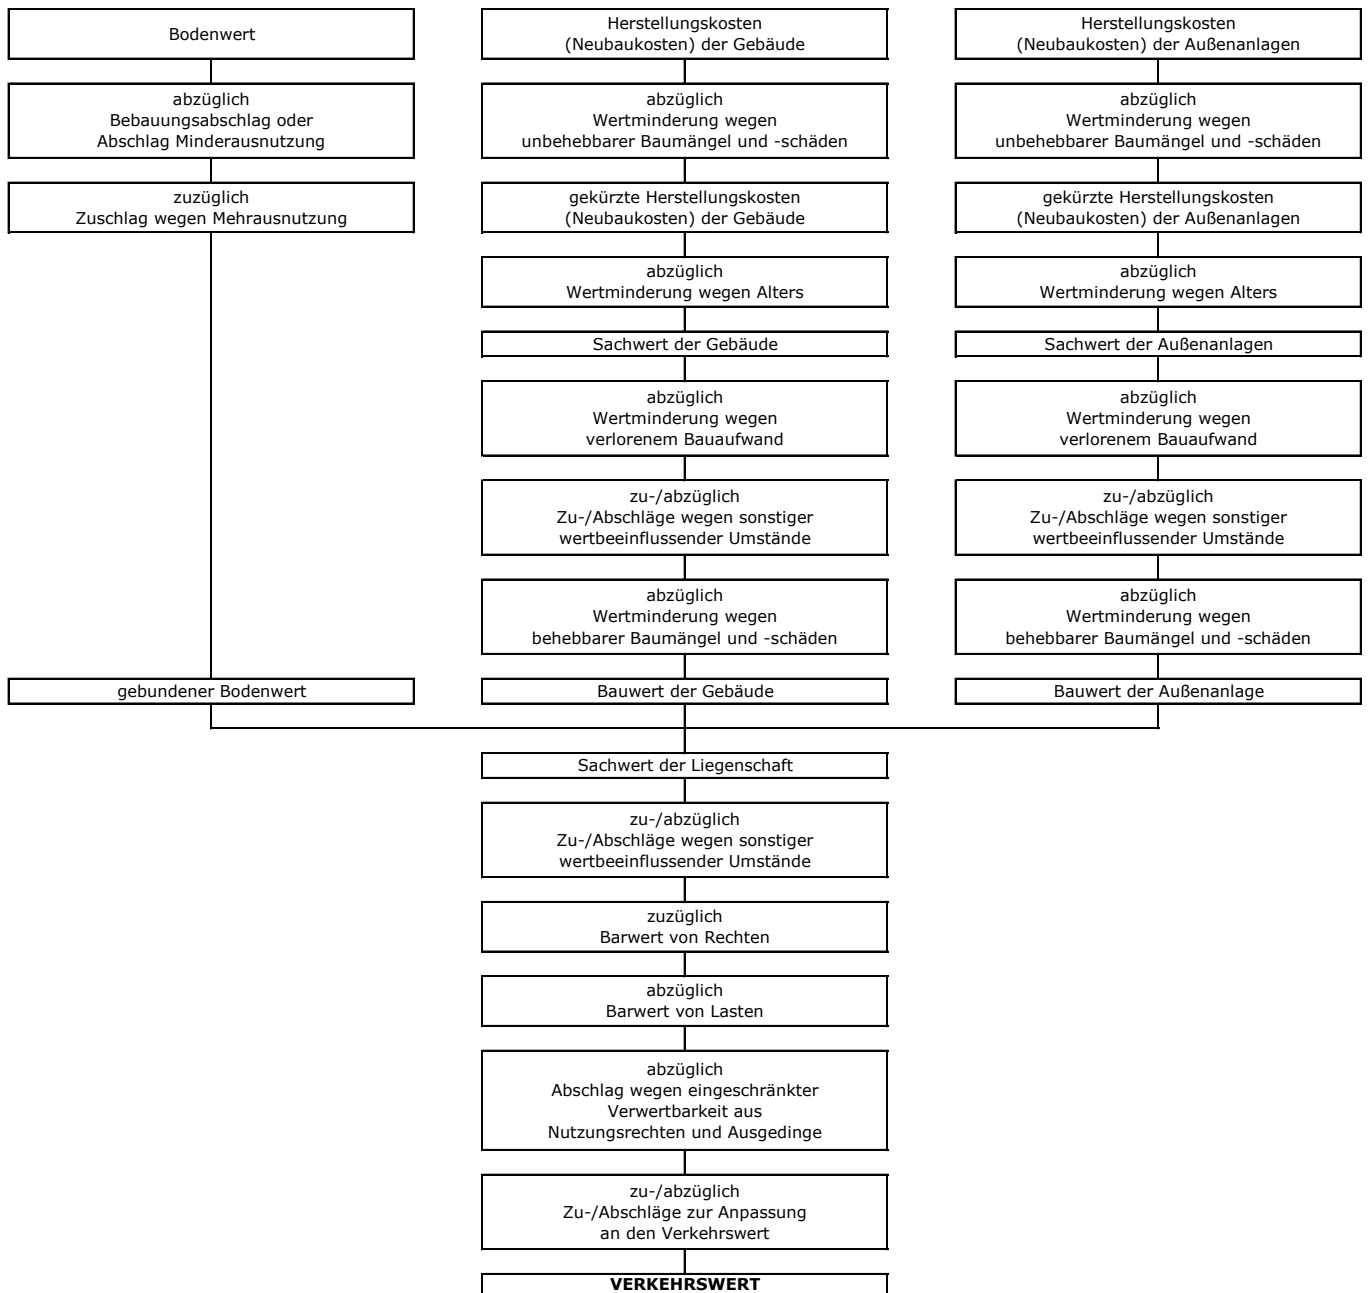 Bodenwert
abzüglich
Bebauungsabschlag oder
Abschlag Minderausnutzung
zuzüglich
Zuschlag wegen Mehrausnutzung
gebundener Bodenwert
Herstellungskosten
(Neubaukosten) der Gebäude
abzüglich
Wertminderung wegen
unbehebbarer Baumängel und -schäden
gekürzte Herstellungskosten
(Neubaukosten) der Gebäude
abzüglich
Wertminderung wegen Alters
Sachwert der Gebäude
abzüglich
Wertminderung wegen
verlorenem Bauaufwand
zu-/abzüglich
Zu-/Abschläge wegen sonstiger
wertbeeinflussender Umstände
abzüglich
Wertminderung wegen
behebbarer Baumängel und -schäden
Bauwert der Gebäude
Herstellungskosten
(Neubaukosten) der Außenanlagen
abzüglich
Wertminderung wegen
unbehebbarer Baumängel und -schäden
gekürzte Herstellungskosten
(Neubaukosten) der Außenanlagen
abzüglich
Wertminderung wegen Alters
Sachwert der Außenanlagen
abzüglich
Wertminderung wegen
verlorenem Bauaufwand
zu-/abzüglich
Zu-/Abschläge wegen sonstiger
wertbeeinflussender Umstände
abzüglich
Wertminderung wegen
behebbarer Baumängel und -schäden
Bauwert der Außenanlage
Sachwert der Liegenschaft
zu-/abzüglich
Zu-/Abschläge wegen sonstiger
wertbeeinflussender Umstände
zuzüglich
Barwert von Rechten
abzüglich
Barwert von Lasten
abzüglich
Abschlag wegen eingeschränkter
Verwertbarkeit aus
Nutzungsrechten und Ausgedinge
zu-/abzüglich
Zu-/Abschläge zur Anpassung
an den Verkehrswert
VERKEHRSWERT